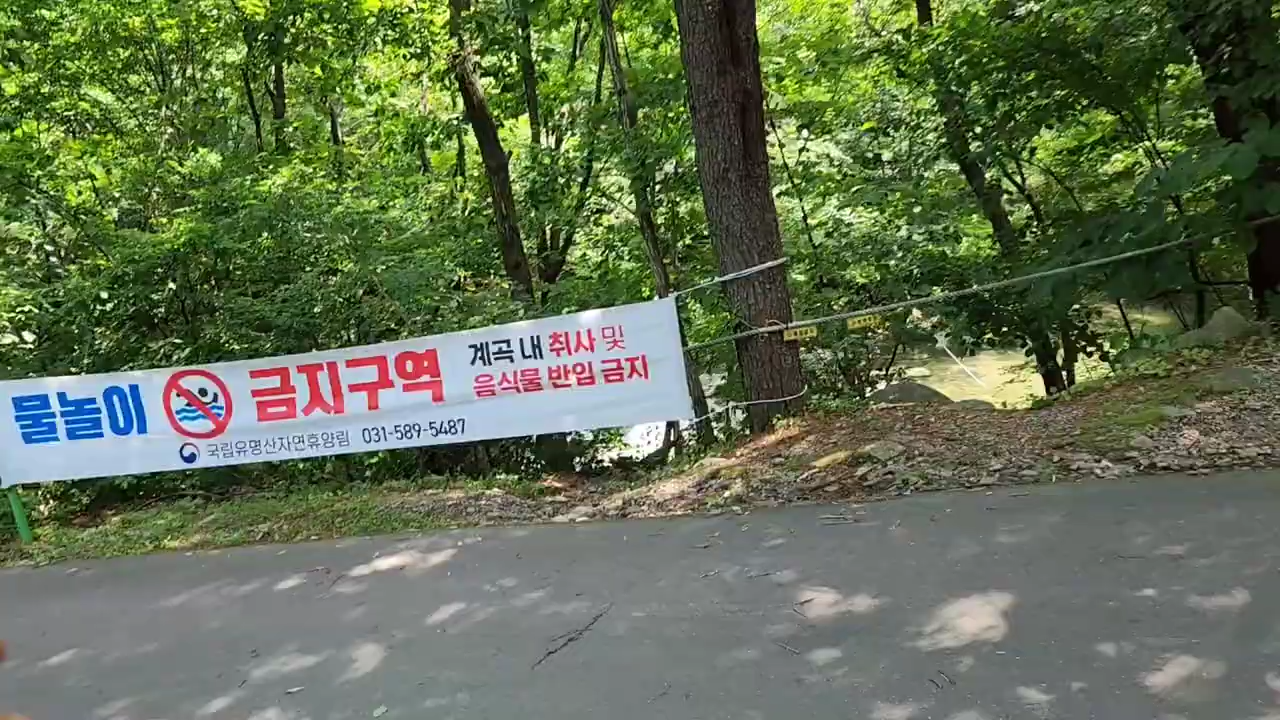 물놀이 금지구역
계곡 내 취사 및
음식물 반입 금지
국립유명산자연휴양림 031-589-5487